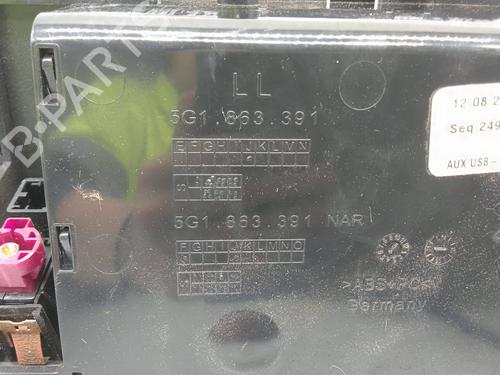 B-PARTS
LL
5G1.863.391
E F G H I J K L M N
S
5G1.863.391 NAR
F G H I J K L M N O
S
>ABS+PC<
Germany
12.08.2
Seq.249
AUX USB -